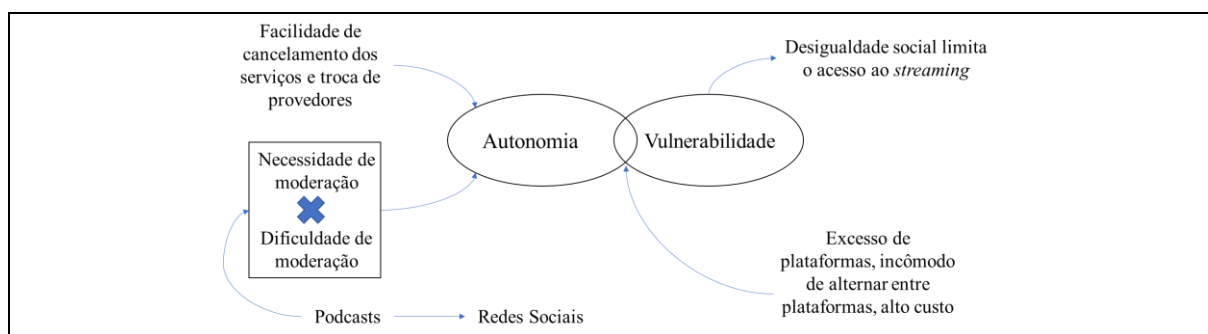 Facilidade de
cancelamento dos
serviços e troca de
provedores
Desigualdade social limita
o acesso ao streaming
Autonomia
Vulnerabilidade
Necessidade de
moderação
Dificuldade de
moderação
Excesso de
plataformas, incômodo
de alternar entre
plataformas, alto custo
Podcasts
Redes Sociais